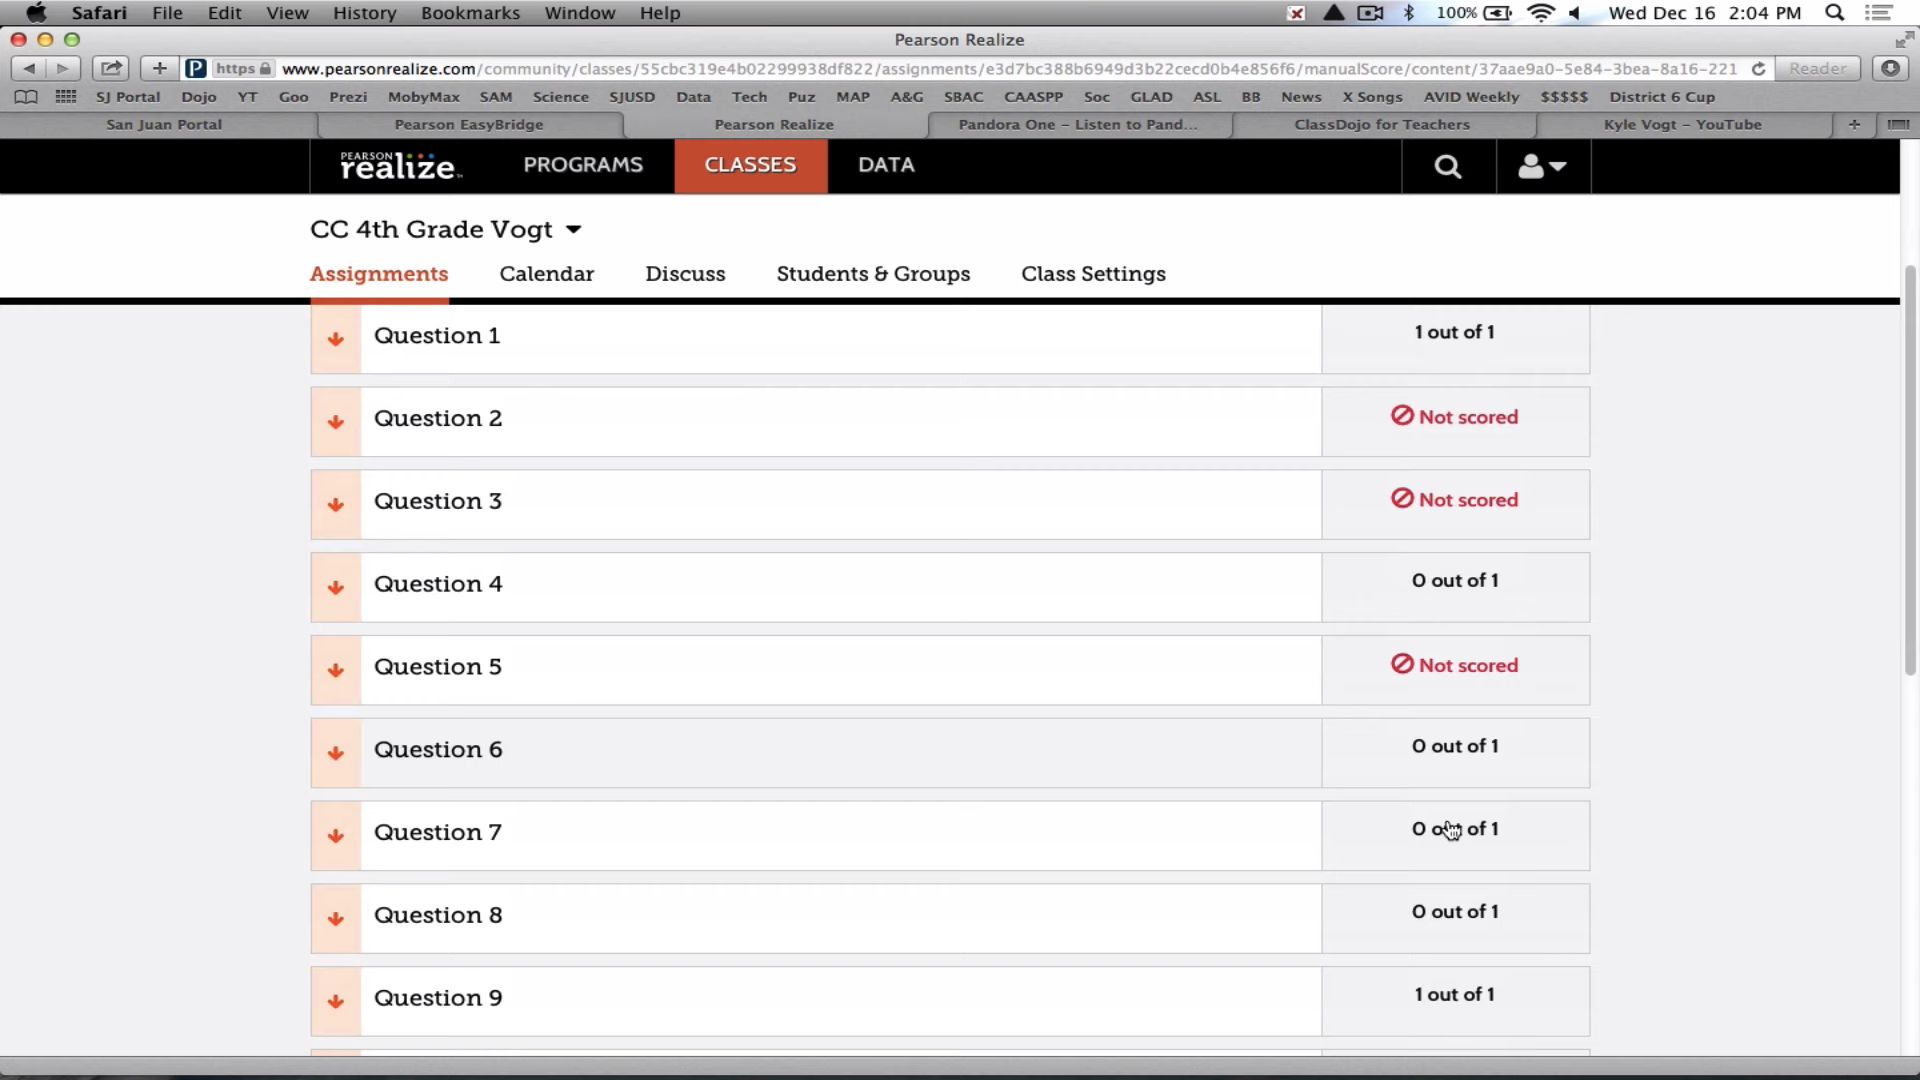 Safari File Edit View History Bookmarks Window Help 100% Wed Dec 16 2:04 PM
Pearson Realize
https www.pearsonrealize.com/community/classes/55cbc319e4b02299938df822/assignments/e3d7bc388b6949d3b22cecd0b4e856f6/manualScore/content/37aae9a0-5e84-3bea-8a16-221 Reader
SJ Portal Dojo YT Goo Prezi MobyMax SAM Science SJUSD Data Tech Puz MAP A&G SBAC CAASPP Soc GLAD ASL BB News X Songs AVID Weekly $$$$$ District 6 Cup
San Juan Portal Pearson EasyBridge Pearson Realize Pandora One – Listen to Pand... ClassDojo for Teachers Kyle Vogt – YouTube
PEARSON
realize PROGRAMS CLASSES DATA
CC 4th Grade Vogt
Assignments Calendar Discuss Students & Groups Class Settings
Question 1 1 out of 1
Question 2 Not scored
Question 3 Not scored
Question 4 0 out of 1
Question 5 Not scored
Question 6 0 out of 1
Question 7 0 out of 1
Question 8 0 out of 1
Question 9 1 out of 1